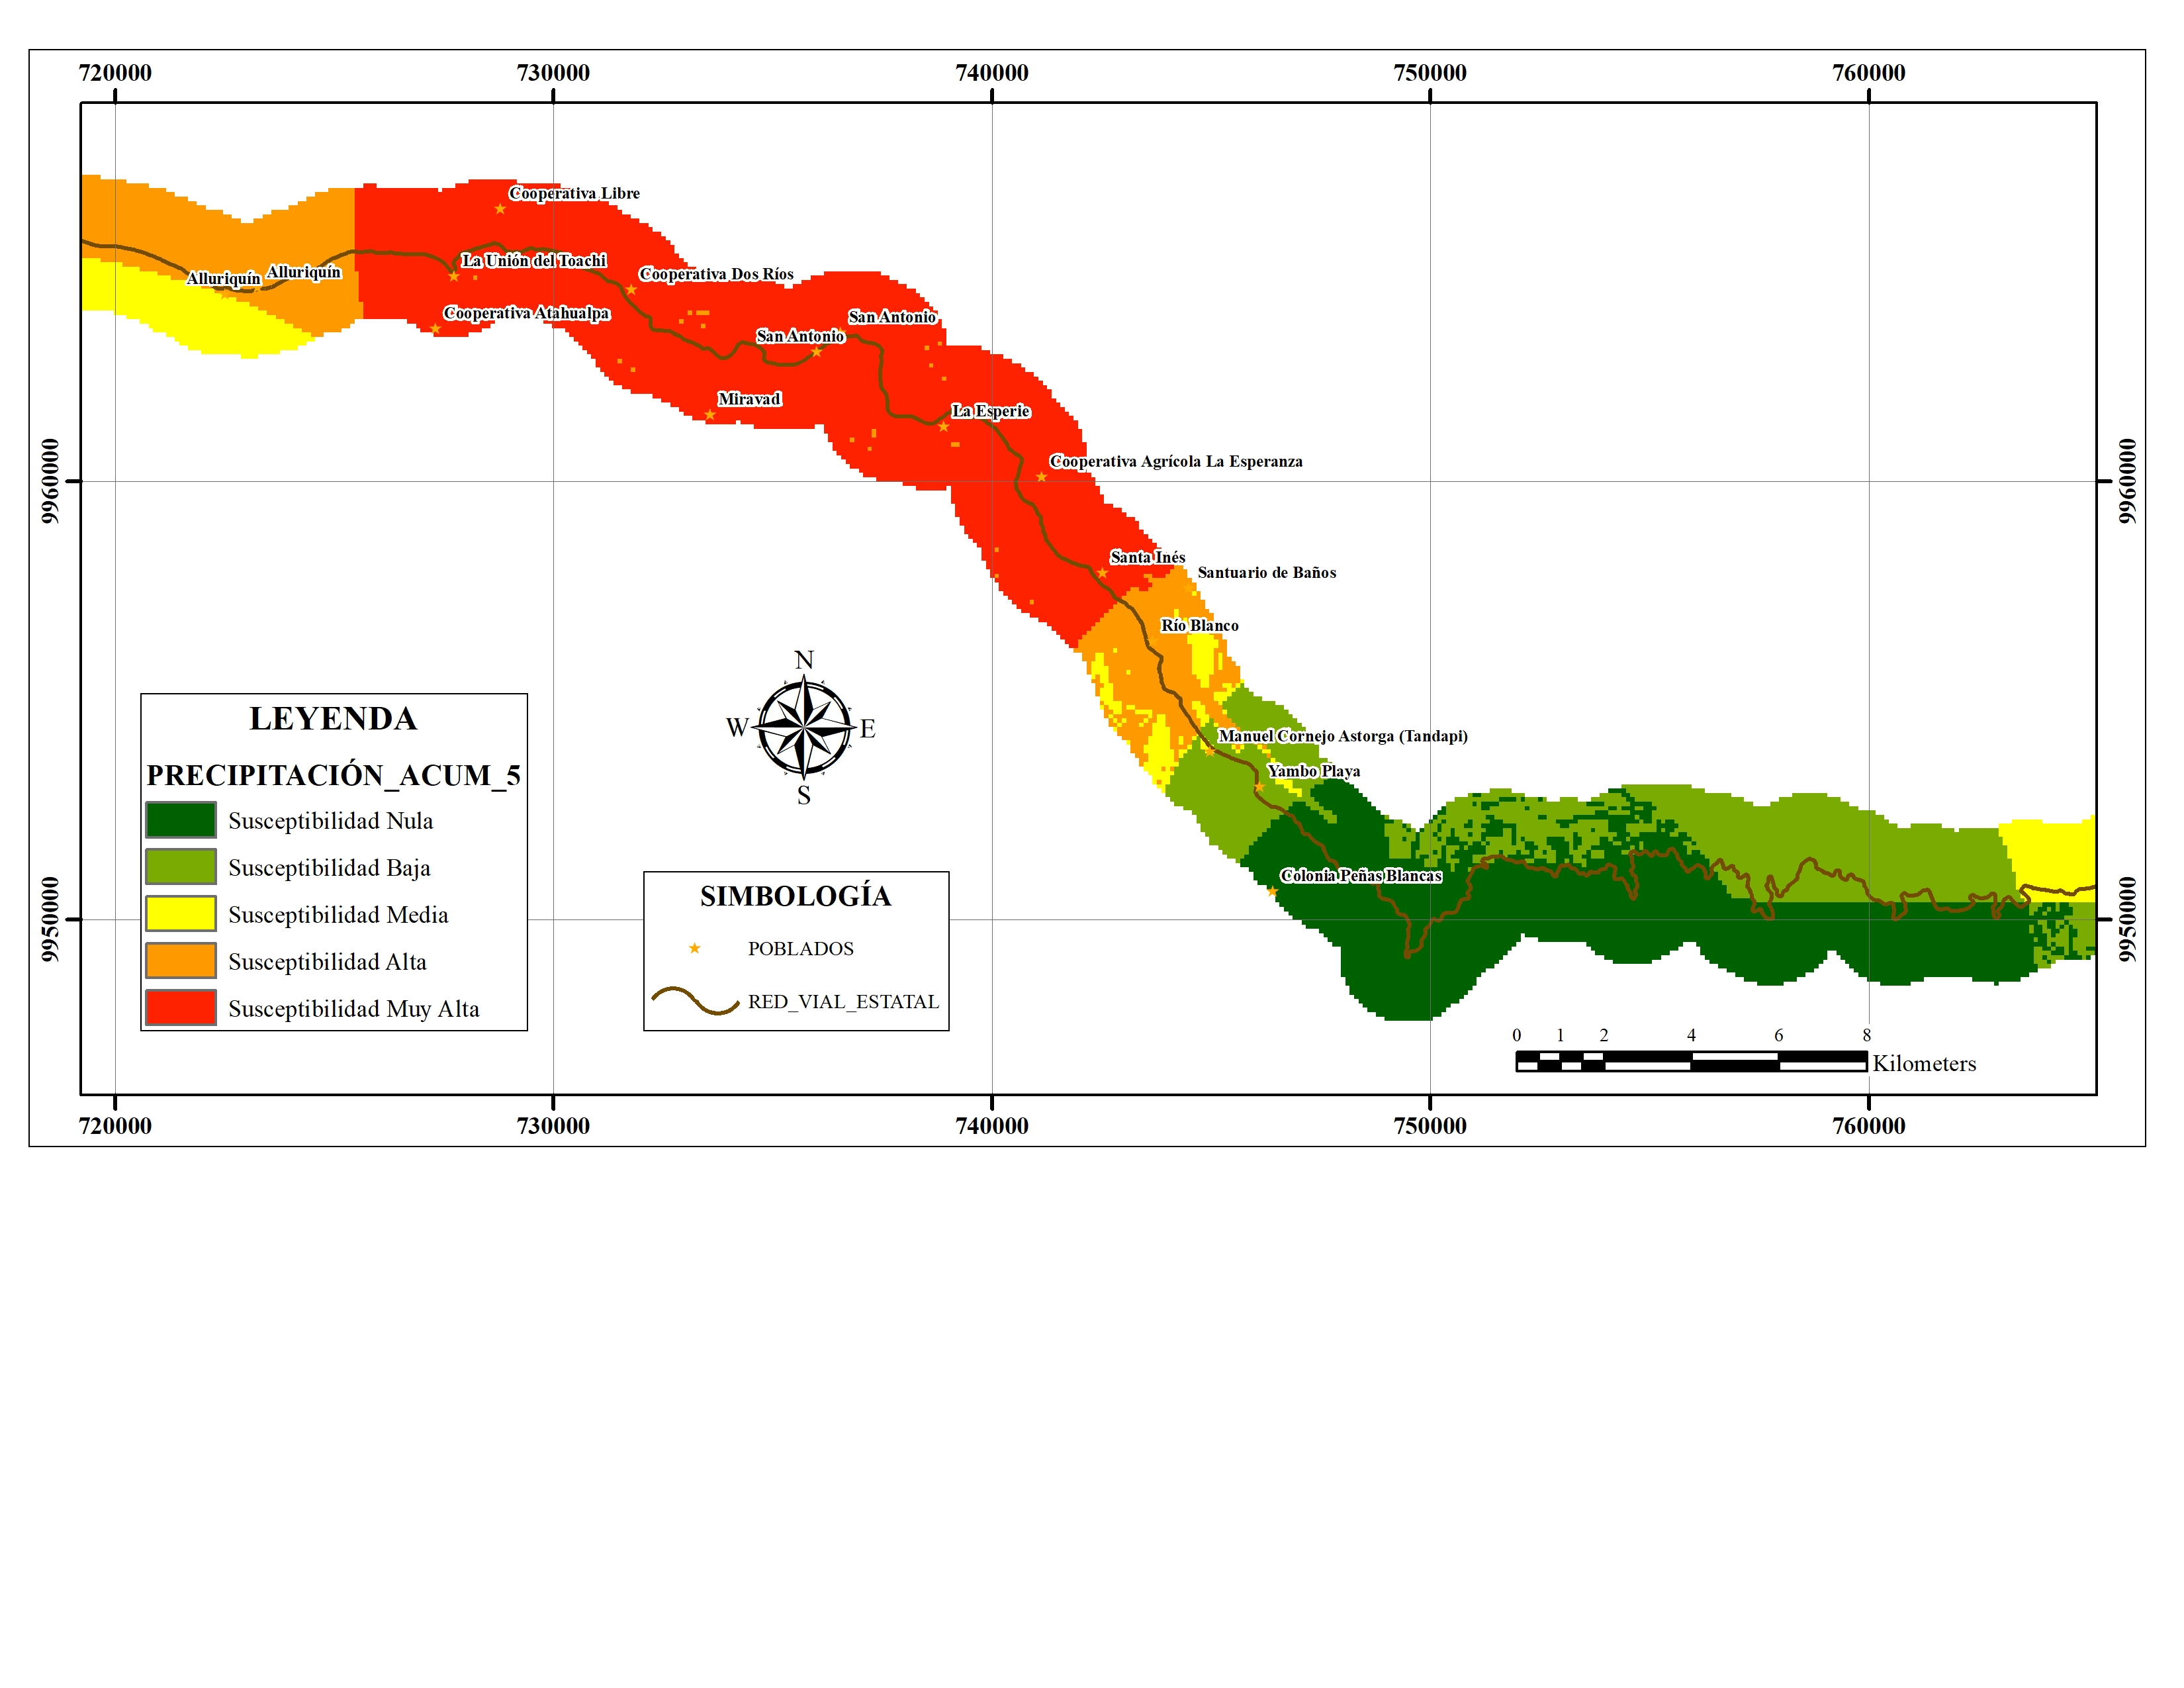 720000 730000 740000 750000 760000
Cooperativa Libre
La Unión del Toachi
Alluriquín
Alluriquín
Cooperativa Dos Ríos
Cooperativa Atahualpa
San Antonio
San Antonio
Miravad
La Esperie
Cooperativa Agrícola La Esperanza
9960000
9960000
Santa Inés
Santuario de Baños
Río Blanco
Manuel Cornejo Astorga (Tandapi)
Yambo Playa
Colonia Peñas Blancas
9950000
9950000
N
W
E
S
LEYENDA
PRECIPITACIÓN_ACUM_5
Susceptibilidad Nula
Susceptibilidad Baja
Susceptibilidad Media
Susceptibilidad Alta
Susceptibilidad Muy Alta
SIMBOLOGÍA
POBLADOS
RED_VIAL_ESTATAL
0 1 2 4 6 8
Kilometers
720000 730000 740000 750000 760000